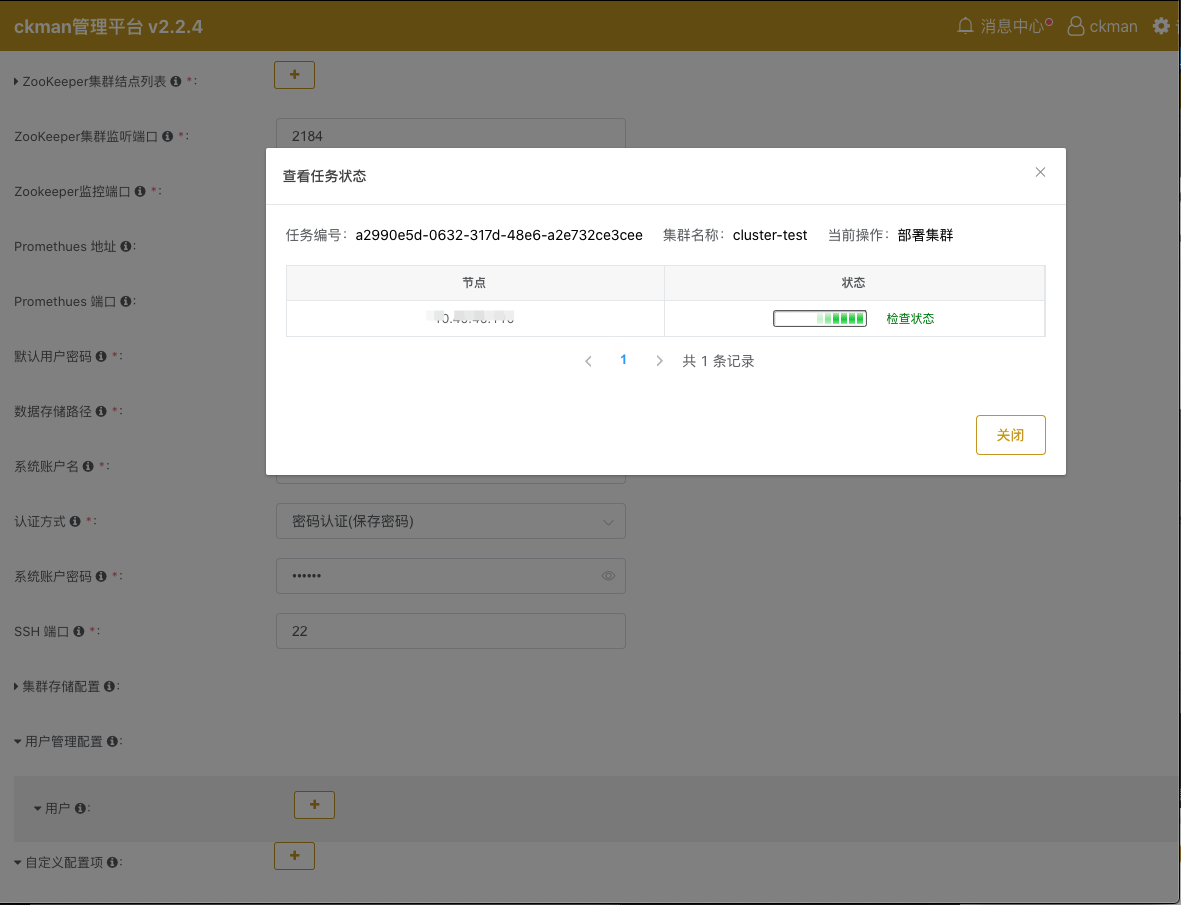 ckman管理平台 v2.2.4
消息中心 ckman
ZooKeeper集群结点列表 *:
ZooKeeper集群监听端口 *: 2184
Zookeeper监控端口 *:
Promethues 地址 :
Promethues 端口 :
默认用户密码 *:
数据存储路径 *:
系统账户名 *:
认证方式 *: 密码认证(保存密码)
系统账户密码 *: ••••••
SSH 端口 *: 22
集群存储配置 :
用户管理配置 :
用户 :
自定义配置项 :
查看任务状态
任务编号: a2990e5d-0632-317d-48e6-a2e732ce3cee 集群名称: cluster-test 当前操作: 部署集群
节点 状态
检查状态
1 共 1 条记录
关闭